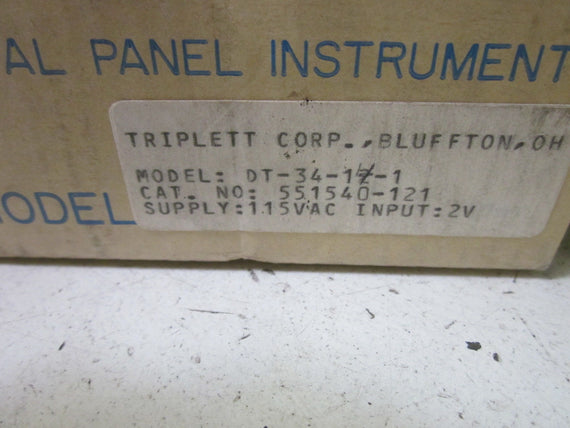 AL PANEL INSTRUMENT
TRIPLETT CORP., BLUFFTON, OH
MODEL: DT-34-17-1
CAT. NO: 551540-121
SUPPLY:115VAC INPUT:2V
MODEL